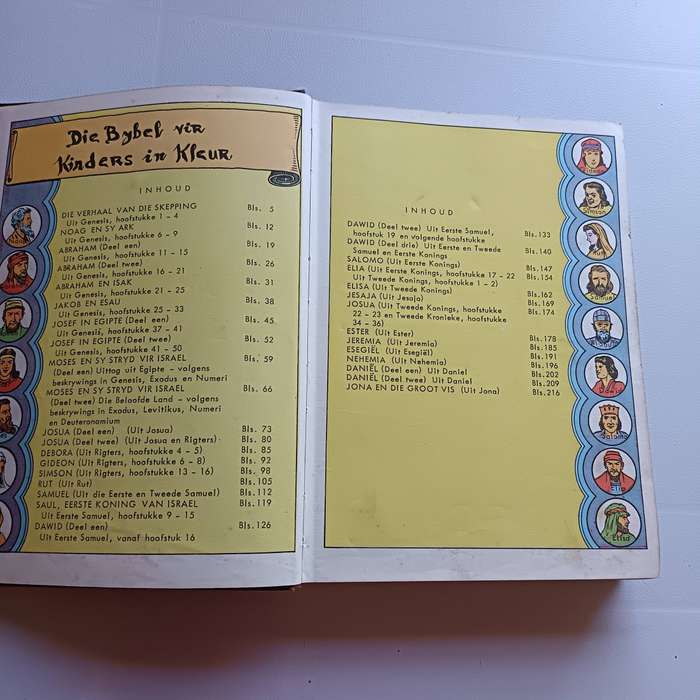 Die Bybel vir
Kinders in Kleur
INHOUD
DIE VERHAAL VAN DIE SKEPPING Bls. 5
Uit Genesis, hoofstukke 1 - 4
NOAG EN SY ARK Bls. 12
Uit Genesis, hoofstukke 6 - 9
ABRAHAM (Deel een) Bls. 19
Uit Genesis, hoofstukke 11 - 15
ABRAHAM (Deel twee) Bls. 26
Uit Genesis, hoofstukke 16 - 21
ABRAHAM EN ISAK Bls. 31
Uit Genesis, hoofstukke 21 - 25
JAKOB EN ESAU Bls. 38
Uit Genesis, hoofstukke 25 - 33
JOSEF IN EGIPTE (Deel een) Bls. 45
Uit Genesis, hoofstukke 37 - 41
JOSEF IN EGIPTE (Deel twee) Bls. 52
Uit Genesis, hoofstukke 41 - 50
MOSES EN SY STRYD VIR ISRAEL Bls. 59
(Deel een) Uittog uit Egipte - volgens
beskrywings in Genesis, Exodus en Numeri
MOSES EN SY STRYD VIR ISRAEL Bls. 66
(Deel twee) Die Beloofde Land - volgens
beskrywings in Exodus, Levitikus, Numeri
en Deuteronomium
JOSUA (Deel een) (Uit Josua) Bls. 73
JOSUA (Deel twee) (Uit Josua en Rigters) Bls. 80
DEBORA (Uit Rigters, hoofstukke 4 - 5) Bls. 85
GIDEON (Uit Rigters, hoofstukke 6 - 8) Bls. 92
SIMSON (Uit Rigters, hoofstukke 13 - 16) Bls. 98
RUT (Uit Rut) Bls. 105
SAMUEL (Uit die Eerste en Tweede Samuel) Bls. 112
SAUL, EERSTE KONING VAN ISRAEL Bls. 119
Uit Eerste Samuel, hoofstukke 9 - 15
DAWID (Deel een) Bls. 126
Uit Eerste Samuel, vanaf hoofstuk 16
INHOUD
DAWID (Deel twee) Uit Eerste Samuel, Bls. 133
hoofstuk 19 en volgende hoofstukke
DAWID (Deel drie) Uit Eerste en Tweede Bls. 140
Samuel en Eerste Konings
SALOMO (Uit Eerste Konings) Bls. 147
ELIA (Uit Eerste Konings, hoofstukke 17 - 22 Bls. 154
Uit Tweede Konings, hoofstukke 1 - 2)
ELISA (Uit Tweede Konings) Bls. 162
JESAJA (Uit Jesaja) Bls. 169
JOSUA (Uit Tweede Konings, hoofstukke Bls. 174
22 - 23 en Tweede Kronieke, hoofstukke
34 - 36)
ESTER (Uit Ester) Bls. 178
JEREMIA (Uit Jeremia) Bls. 185
ESEGIËL (Uit Esegiël) Bls. 191
NEHEMIA (Uit Nehemia) Bls. 196
DANIËL (Deel een) Uit Daniël Bls. 202
DANIËL (Deel twee) Uit Daniël Bls. 209
JONA EN DIE GROOT VIS (Uit Jona) Bls. 216
Gideon
Simson
Rut
Samuel
Salomo
Elisa